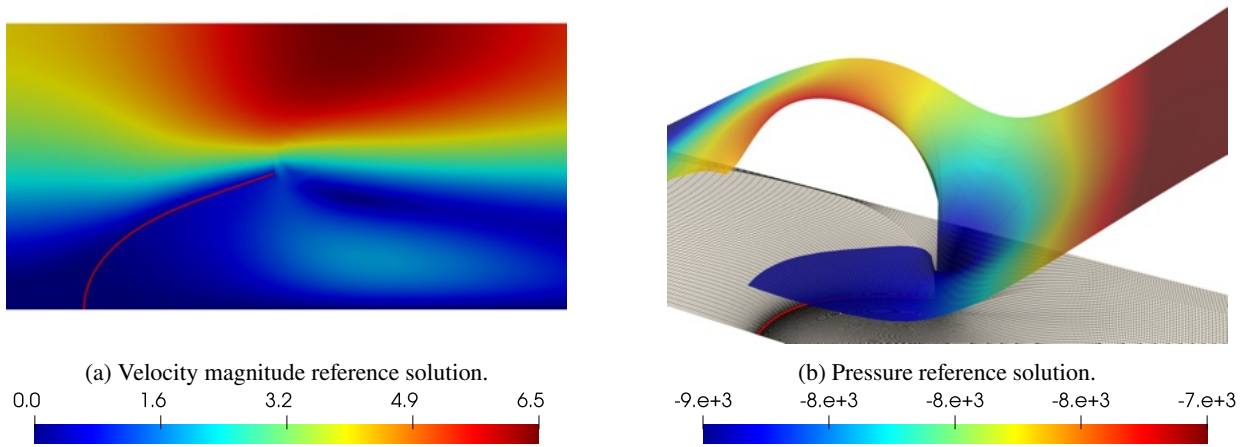 (a) Velocity magnitude reference solution.
0.0 1.6 3.2 4.9 6.5
(b) Pressure reference solution.
-9.e+3 -8.e+3 -8.e+3 -8.e+3 -7.e+3